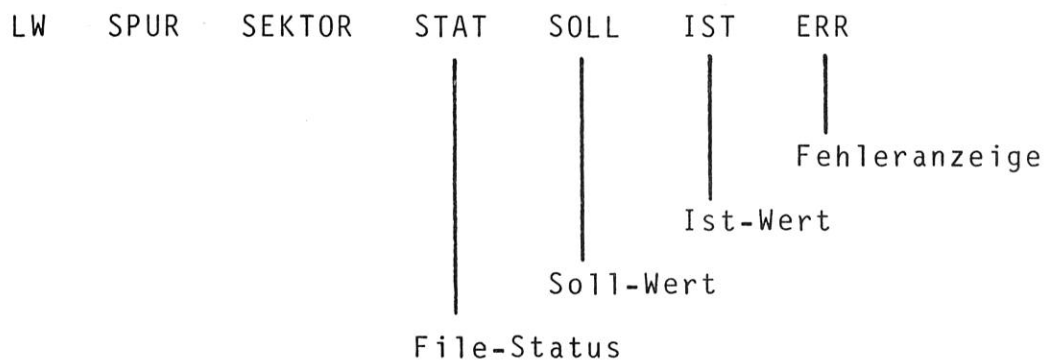 LW SPUR SEKTOR STAT SOLL IST ERR
Fehleranzeige
Ist-Wert
Soll-Wert
File-Status